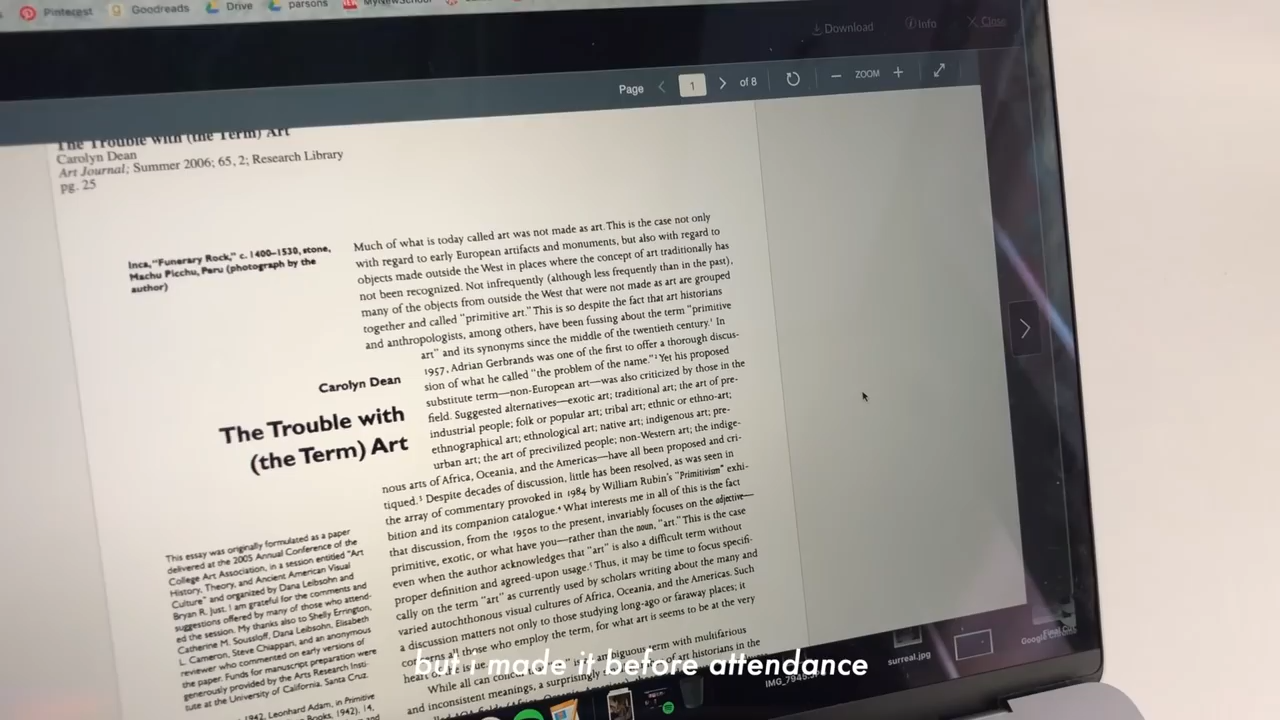 Pinterest
Goodreads
Drive
parsons
MyNewSchool
Download
Info
Close
Page
1
of 8
ZOOM
The Trouble with (the Term) Art
Carolyn Dean
Art Journal; Summer 2006; 65, 2; Research Library
pg. 25
Inca, "Funerary Rock," c. 1400–1530, stone,
Machu Picchu, Peru (photograph by the
author)
Carolyn Dean
The Trouble with
(the Term) Art
Much of what is today called art was not made as art. This is the case not only
with regard to early European artifacts and monuments, but also with regard to
objects made outside the West in places where the concept of art traditionally has
not been recognized. Not infrequently (although less frequently than in the past),
many of the objects from outside the West that were not made as art are grouped
together and called "primitive art." This is so despite the fact that art historians
and anthropologists, among others, have been fussing about the term "primitive
art" and its synonyms since the middle of the twentieth century.¹ In
1957, Adrian Gerbrands was one of the first to offer a thorough discus-
sion of what he called "the problem of the name."² Yet his proposed
substitute term—non-European art—was also criticized by those in the
field. Suggested alternatives—exotic art; traditional art; the art of pre-
industrial people; folk or popular art; tribal art; ethnic or ethno-art;
ethnographical art; ethnological art; native art; indigenous art; pre-
urban art; the art of precivilized people; non-Western art; the indige-
nous arts of Africa, Oceania, and the Americas—have all been proposed and cri-
tiqued.³ Despite decades of discussion, little has been resolved, as was seen in
the array of commentary provoked in 1984 by William Rubin's "Primitivism" exhi-
bition and its companion catalogue.⁴ What interests me in all of this is the fact
that discussion, from the 1950s to the present, invariably focuses on the adjective—
primitive, exotic, or what have you—rather than the noun, "art." This is the case
even when the author acknowledges that "art" is also a difficult term without
proper definition and agreed-upon usage.⁵ Thus, it may be time to focus specifi-
cally on the term "art" as currently used by scholars writing about the many and
varied autochthonous visual cultures of Africa, Oceania, and the Americas. Such
a discussion matters not only to those studying long-ago or faraway places; it
concerns all those who employ the term, for what art is seems to be at the very
While all can biguous term with multifarious
and inconsistent meanings, a surprisingly art historians in the
This essay was originally formulated as a paper
delivered at the 2005 Annual Conference of the
College Art Association, in a session entitled "Art
History, Theory, and Ancient American Visual
Culture" and organized by Dana Leibsohn and
Bryan R. Just. I am grateful for the comments and
suggestions offered by many of those who attend-
ed the session. My thanks also to Shelly Errington,
Catherine M. Soussloff, Dana Leibsohn, Elisabeth
L. Cameron, Steve Chiappari, and an anonymous
reviewer who commented on early versions of
the paper. Funds for manuscript preparation were
generously provided by the Arts Research Insti-
tute at the University of California, Santa Cruz.
1942, Leonhard Adam, in Primitive
Books, 1942), 14,
but i made it before attendance
surreal.jpg